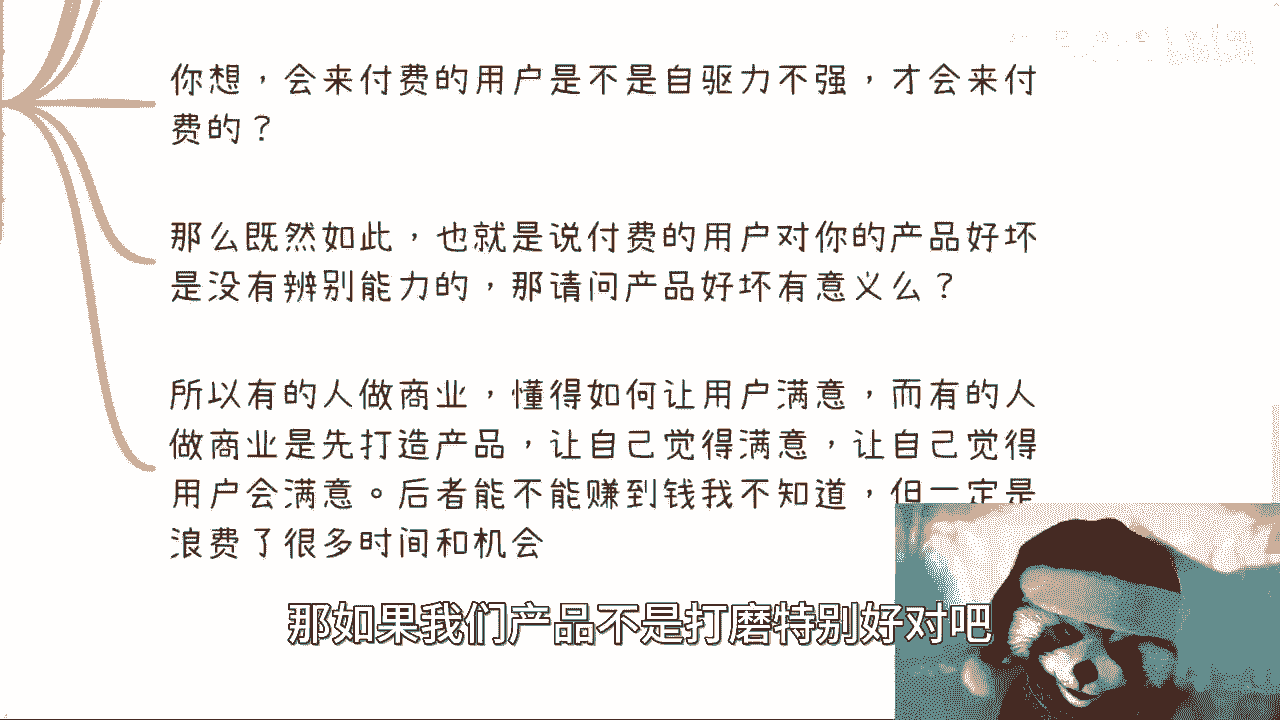 你想，会来付费的用户是不是自驱力不强，才会来付
费的？
那么既然如此，也就是说付费的用户对你的产品好坏
是没有辨别能力的，那请问产品好坏有意义么？
所以有的人做商业，懂得如何让用户满意，而有的人
做商业是先打造产品，让自己觉得满意，让自己觉得
用户会满意。后者能不能赚到钱我不知道，但一定是
浪费了很多时间和机会
那如果我们产品不是打磨特别好对吧